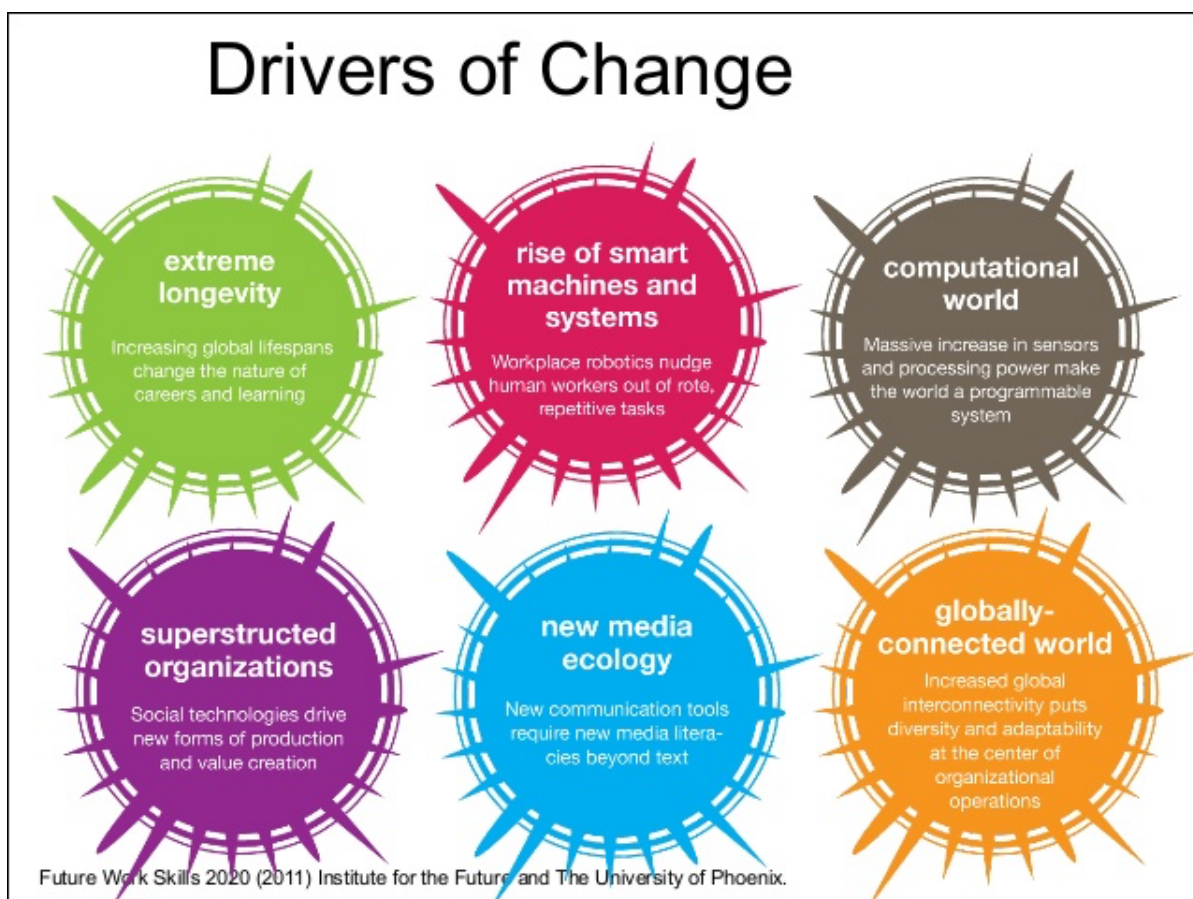 Drivers of Change
extreme
longevity
Increasing global lifespans
change the nature of
careers and learning
rise of smart
machines and
systems
Workplace robotics nudge
human workers out of rote,
repetitive tasks
computational
world
Massive increase in sensors
and processing power make
the world a programmable
system
superstructed
organizations
Social technologies drive
new forms of production
and value creation
new media
ecology
New communication tools
require new media litera-
cies beyond text
globally-
connected world
Increased global
interconnectivity puts
diversity and adaptability
at the center of
organizational
operations
Future Work Skills 2020 (2011) Institute for the Future and The University of Phoenix.